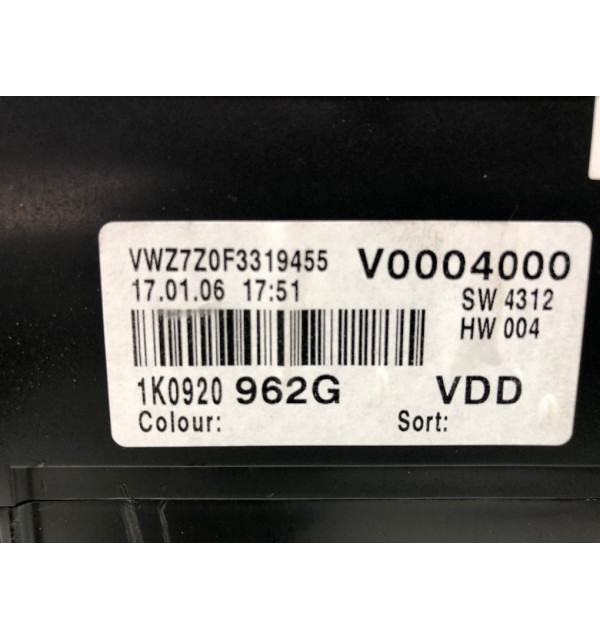 VWZ7Z0F3319455 V0004000
17.01.06 17:51 SW 4312
HW 004
1K0920 962G VDD
Colour: Sort: